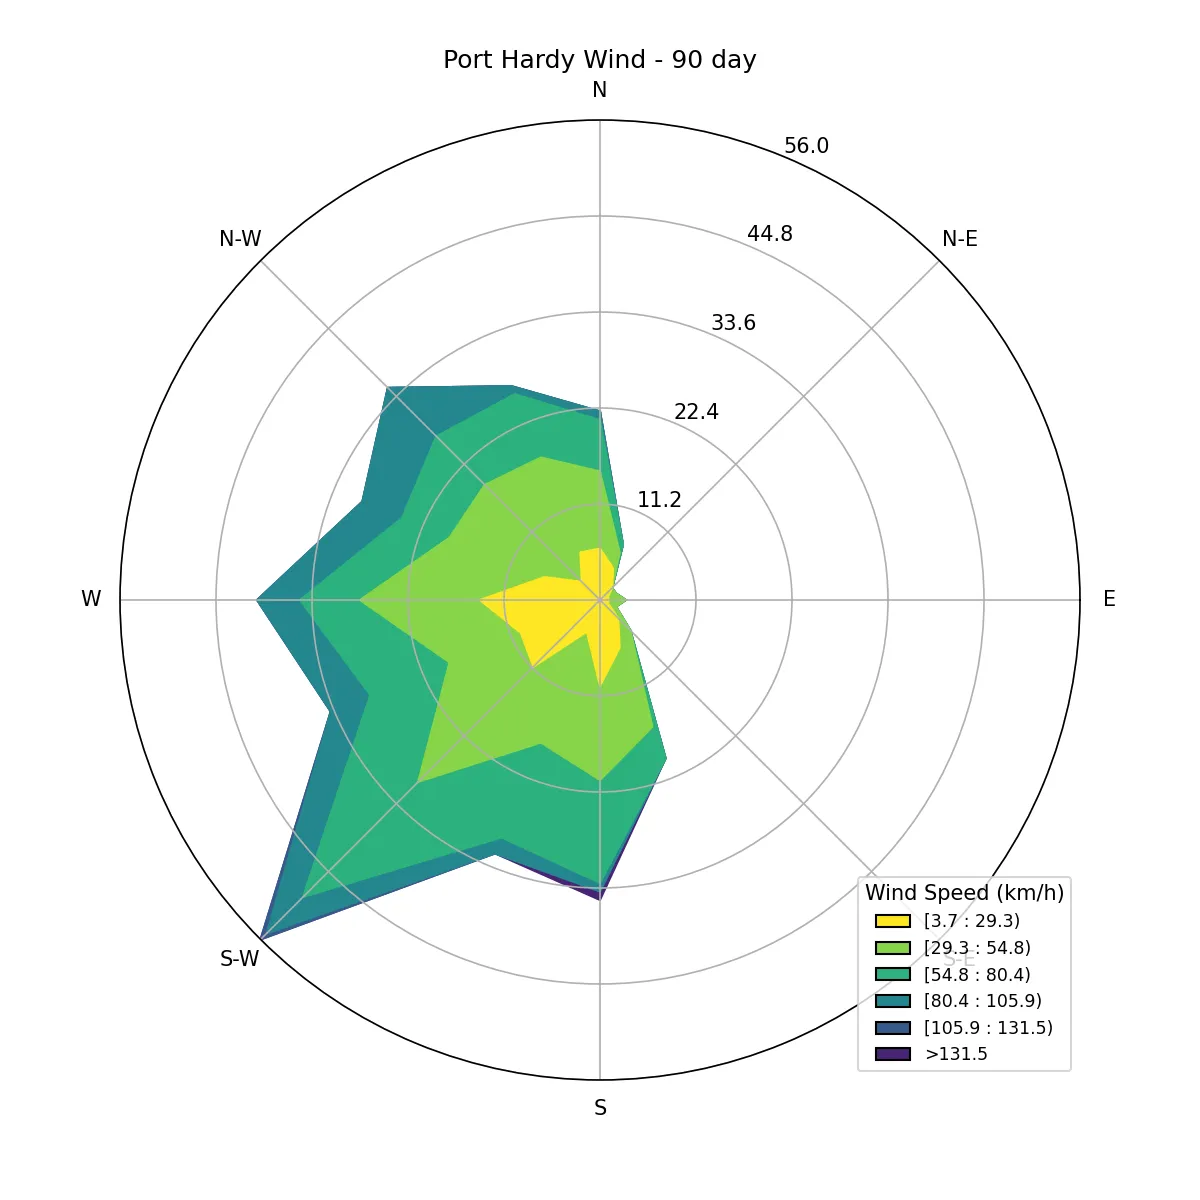 Port Hardy Wind - 90 day
N
56.0
N-W
44.8
N-E
33.6
22.4
11.2
W
E
Wind Speed (km/h)
[3.7 : 29.3)
[29.3 : 54.8)
S-W
S-E
[54.8 : 80.4)
[80.4 : 105.9)
[105.9 : 131.5)
>131.5
S